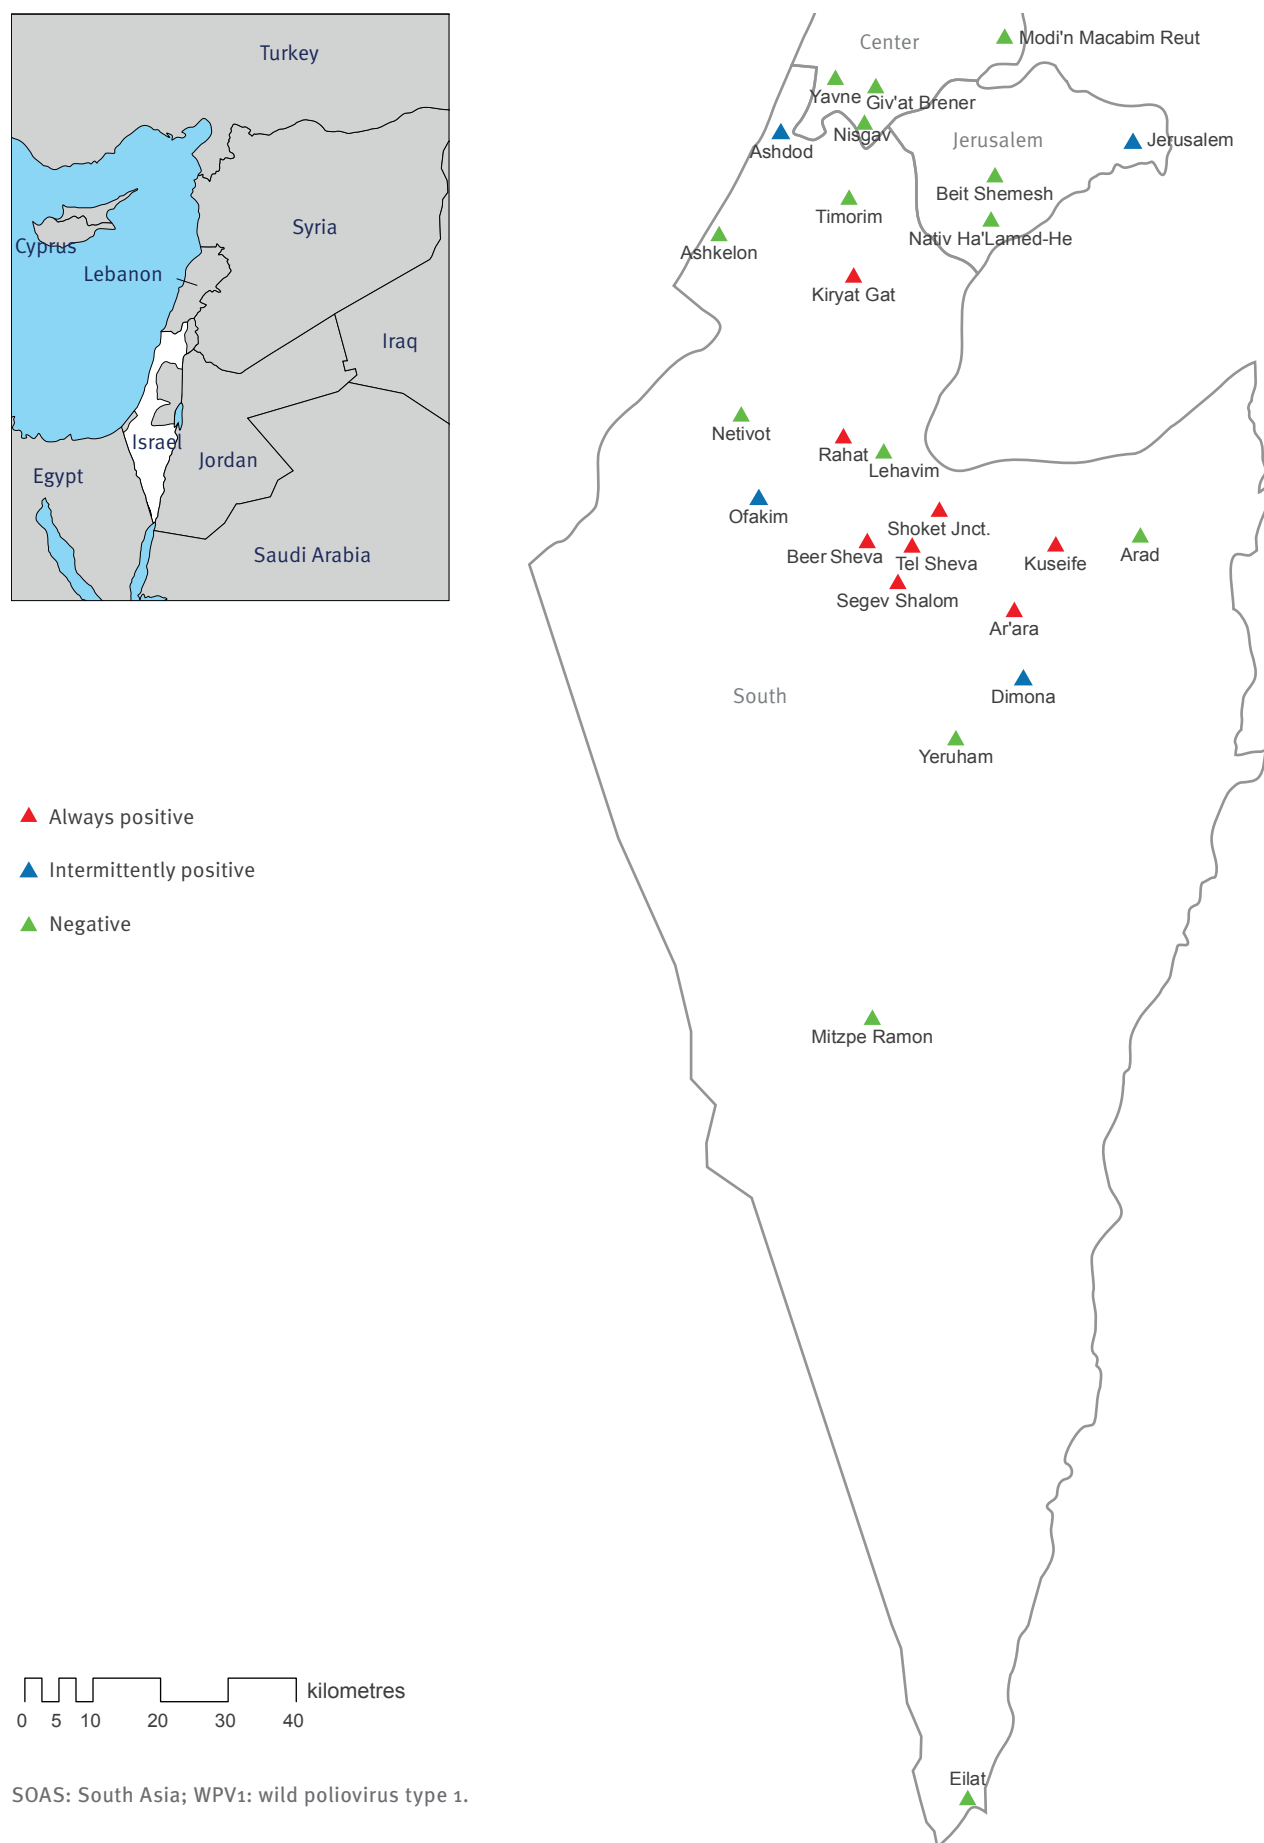 Turkey
Cyprus
Syria
Lebanon
Iraq
Israel
Jordan
Egypt
Saudi Arabia
Center
Modi'n Macabim Reut
Yavne
Giv'at Brener
Nisgav
Ashdod
Jerusalem
Jerusalem
Beit Shemesh
Timorim
Nativ Ha'Lamed-He
Ashkelon
Kiryat Gat
Netivot
Rahat
Lehavim
Ofakim
Shoket Jnct.
Beer Sheva
Tel Sheva
Kuseife
Arad
Segev Shalom
Ar'ara
South
Dimona
Yeruham
Always positive
Intermittently positive
Negative
Mitzpe Ramon
kilometres
0 5 10 20 30 40
Eilat
SOAS: South Asia; WPV1: wild poliovirus type 1.